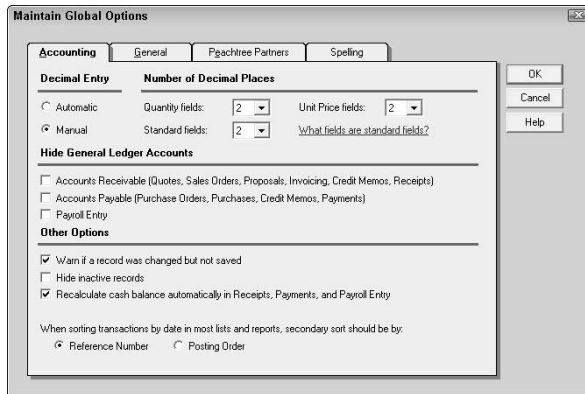 Maintain Global Options
Accounting General Peachtree Partners Spelling
OK
Cancel
Help
Decimal Entry Number of Decimal Places
Automatic Quantity fields: 2 Unit Price fields: 2
Manual Standard fields: 2 What fields are standard fields?
Hide General Ledger Accounts
Accounts Receivable (Quotes, Sales Orders, Proposals, Invoicing, Credit Memos, Receipts)
Accounts Payable (Purchase Orders, Purchases, Credit Memos, Payments)
Payroll Entry
Other Options
Warn if a record was changed but not saved
Hide inactive records
Recalculate cash balance automatically in Receipts, Payments, and Payroll Entry
When sorting transactions by date in most lists and reports, secondary sort should be by:
Reference Number Posting Order